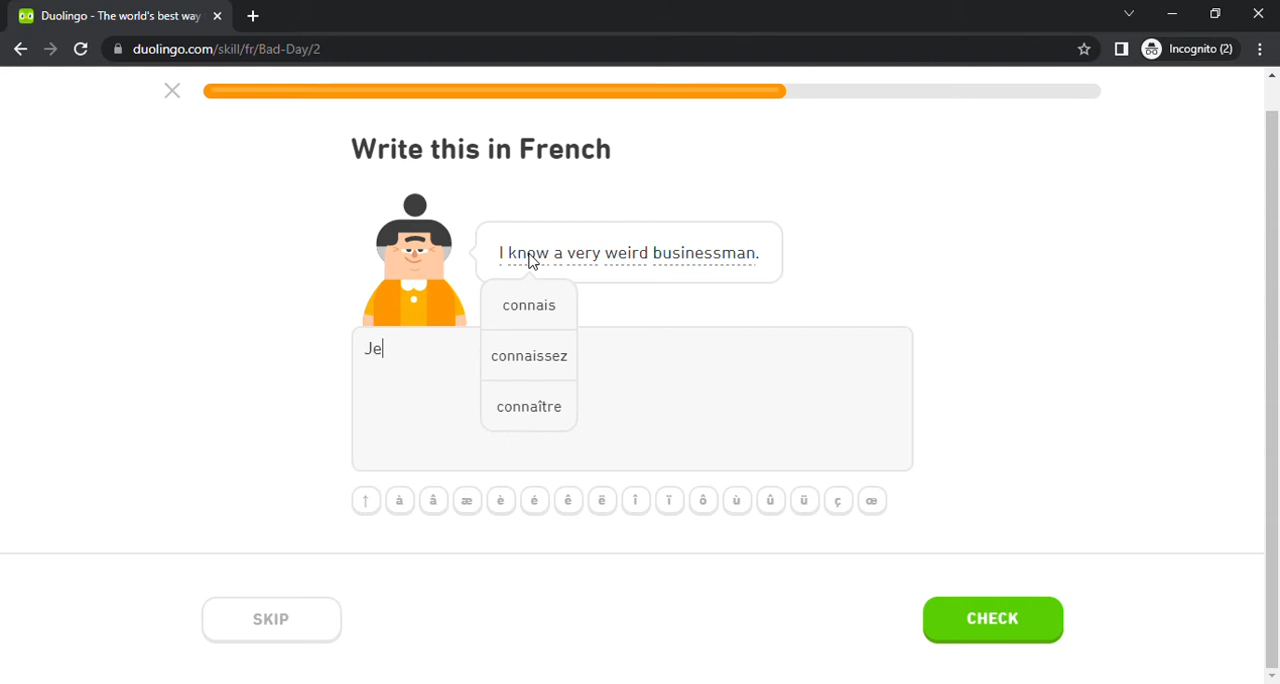 Duolingo - The world's best way
duolingo.com/skill/fr/Bad-Day/2
Incognito (2)
Write this in French
I know a very weird businessman.
connais
connaissez
connaître
Je
↑ à â æ è é ê ë î ï ô ù û ü ç œ
SKIP
CHECK